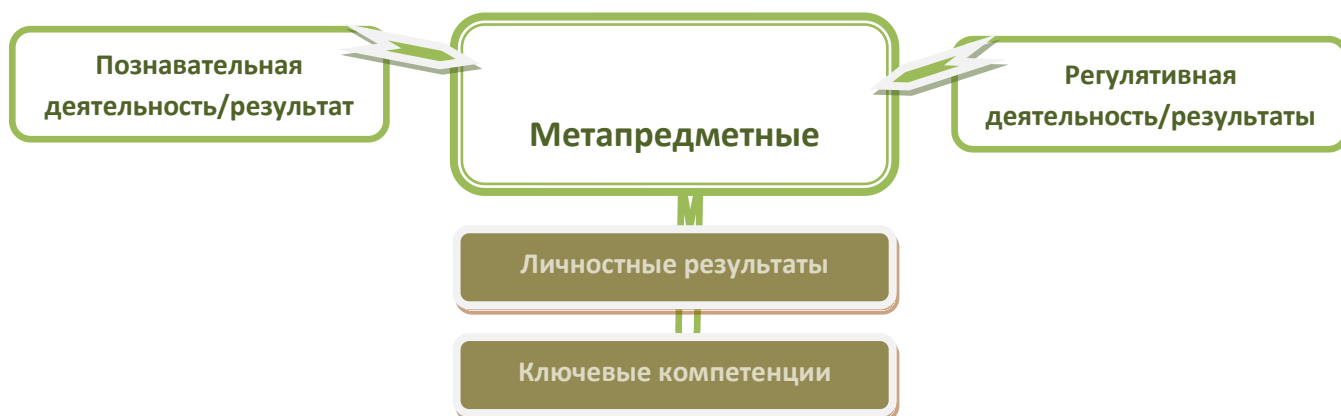 Познавательная
деятельность/результат
Метапредметные
Регулятивная
деятельность/результаты
Личностные результаты
Ключевые компетенции